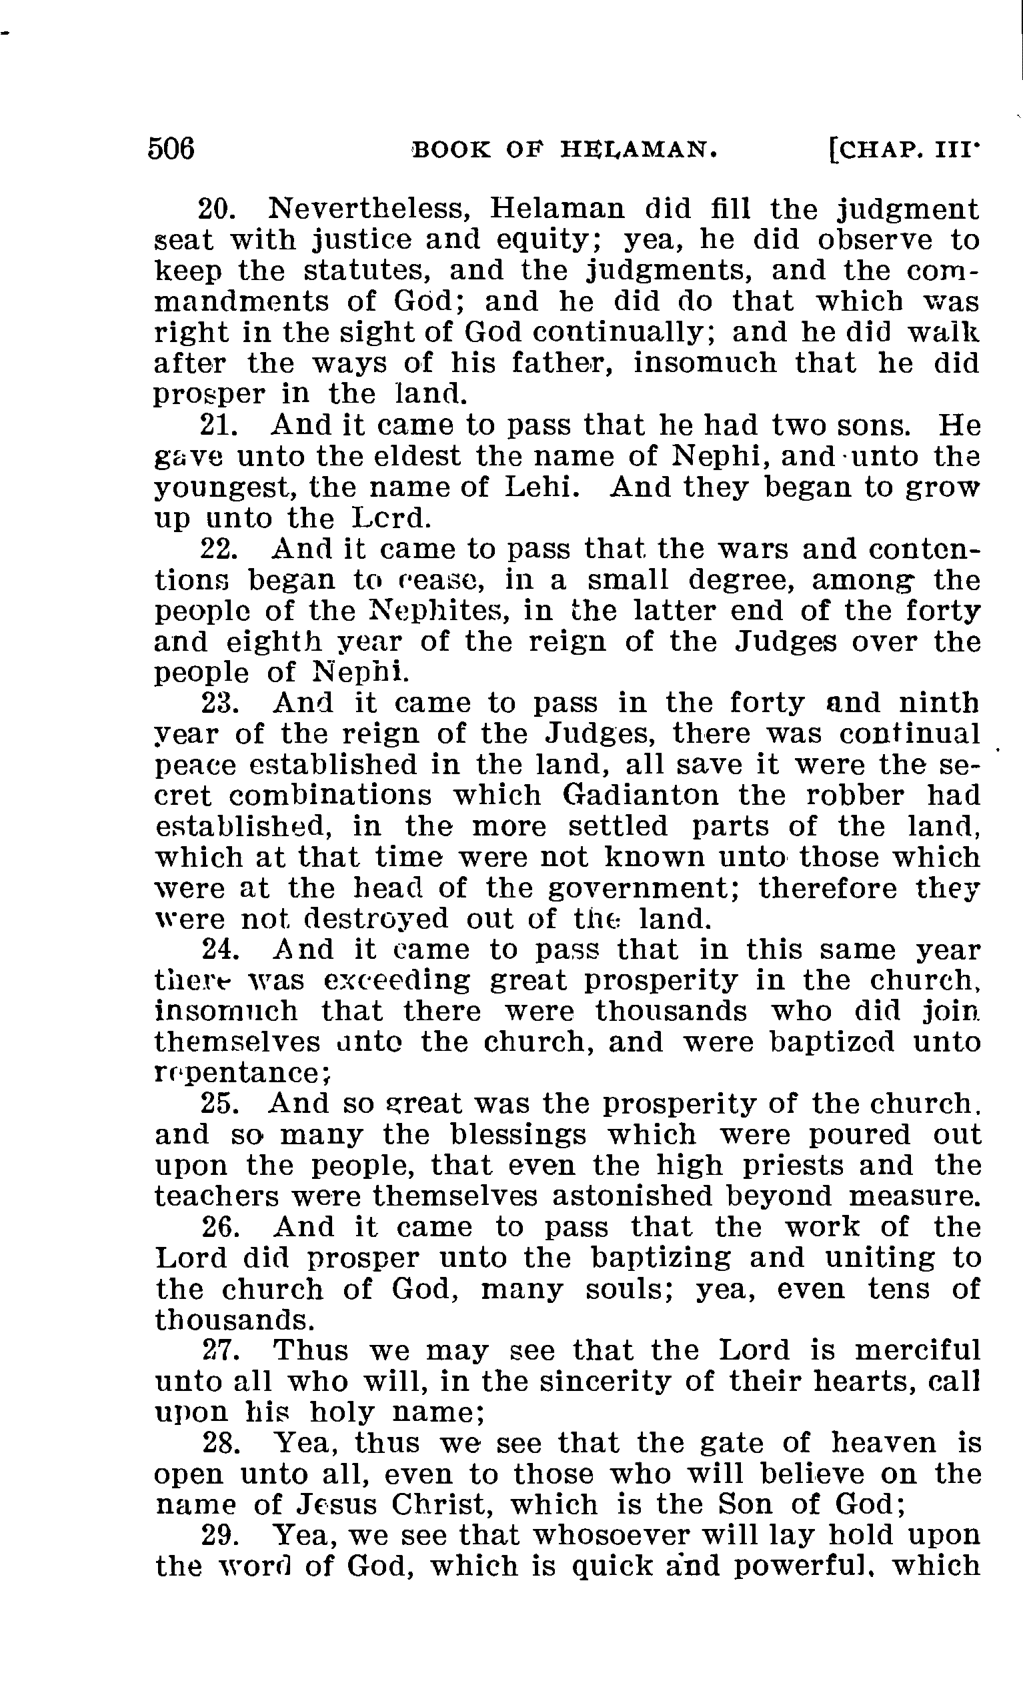 506 BOOK OF HELAMAN. [CHAP. III.
20. Nevertheless, Helaman did fill the judgment
seat with justice and equity; yea, he did observe to
keep the statutes, and the judgments, and the com-
mandments of God; and he did do that which was
right in the sight of God continually; and he did walk
after the ways of his father, insomuch that he did
prosper in the land.
21. And it came to pass that he had two sons. He
gave unto the eldest the name of Nephi, and unto the
youngest, the name of Lehi. And they began to grow
up unto the Lord.
22. And it came to pass that the wars and conten-
tions began to cease, in a small degree, among the
people of the Nephites, in the latter end of the forty
and eighth year of the reign of the Judges over the
people of Nephi.
23. And it came to pass in the forty and ninth
year of the reign of the Judges, there was continual
peace established in the land, all save it were the se-
cret combinations which Gadianton the robber had
established, in the more settled parts of the land,
which at that time were not known unto those which
were at the head of the government; therefore they
were not destroyed out of the land.
24. And it came to pass that in this same year
there was exceeding great prosperity in the church,
insomuch that there were thousands who did join
themselves unto the church, and were baptized unto
repentance;
25. And so great was the prosperity of the church,
and so many the blessings which were poured out
upon the people, that even the high priests and the
teachers were themselves astonished beyond measure.
26. And it came to pass that the work of the
Lord did prosper unto the baptizing and uniting to
the church of God, many souls; yea, even tens of
thousands.
27. Thus we may see that the Lord is merciful
unto all who will, in the sincerity of their hearts, call
upon his holy name;
28. Yea, thus we see that the gate of heaven is
open unto all, even to those who will believe on the
name of Jesus Christ, which is the Son of God;
29. Yea, we see that whosoever will lay hold upon
the word of God, which is quick and powerful, which